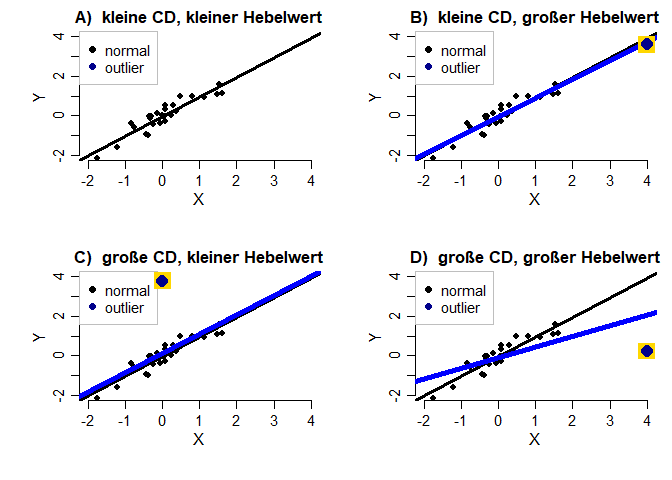 A)  kleine CD, kleiner Hebelwert
normal
outlier
Y
-2
0
2
4
-2 -1 0 1 2 3 4
X
B)  kleine CD, großer Hebelwert
normal
outlier
Y
-2
0
2
4
-2 -1 0 1 2 3 4
X
C)  große CD, kleiner Hebelwert
normal
outlier
Y
-2
0
2
4
-2 -1 0 1 2 3 4
X
D)  große CD, großer Hebelwert
normal
outlier
Y
-2
0
2
4
-2 -1 0 1 2 3 4
X